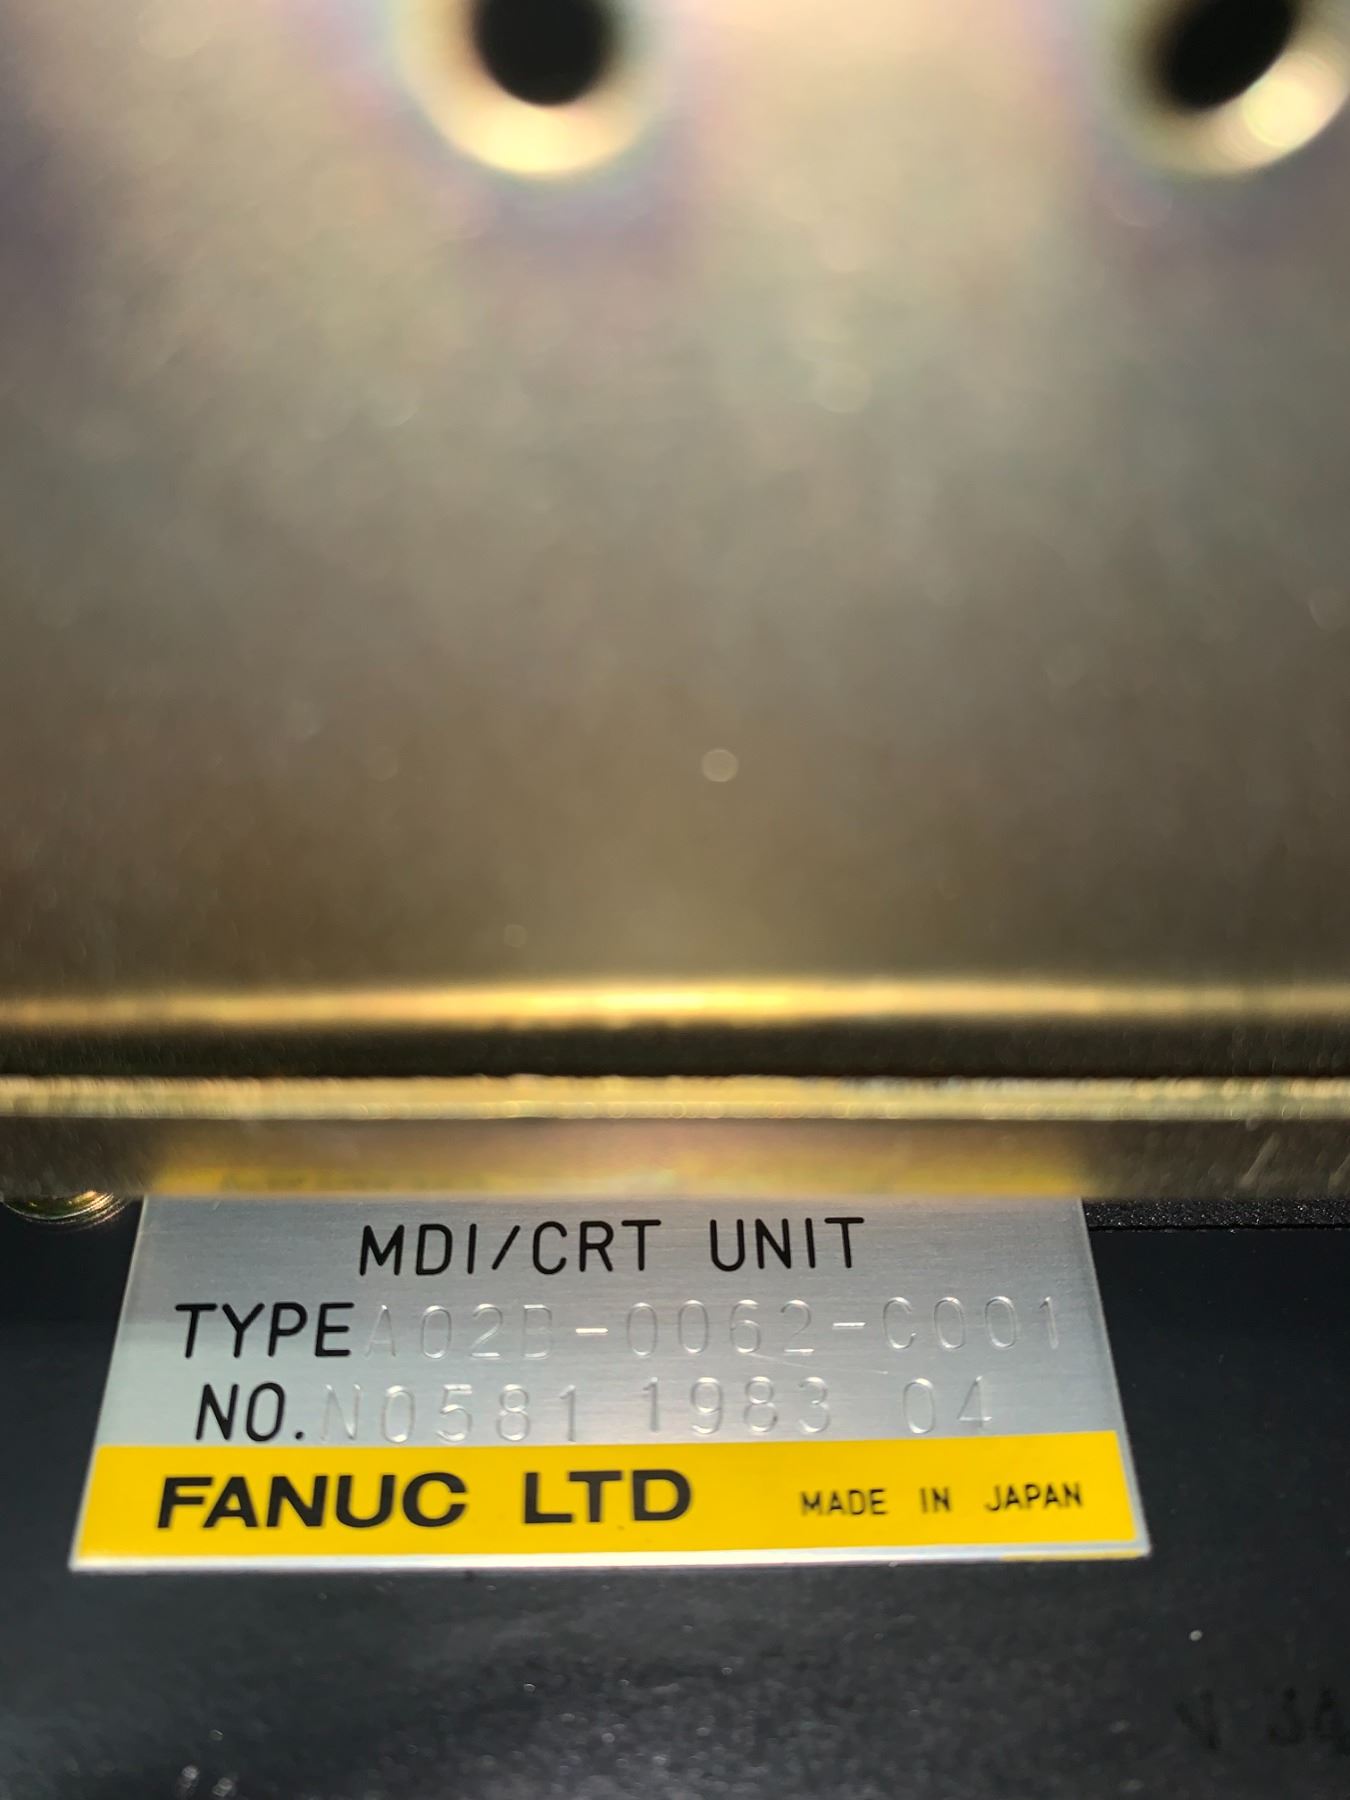 MDI/CRT UNIT
TYPE A02B-0062-C001
NO. N0581 1983 04
FANUC LTD MADE IN JAPAN